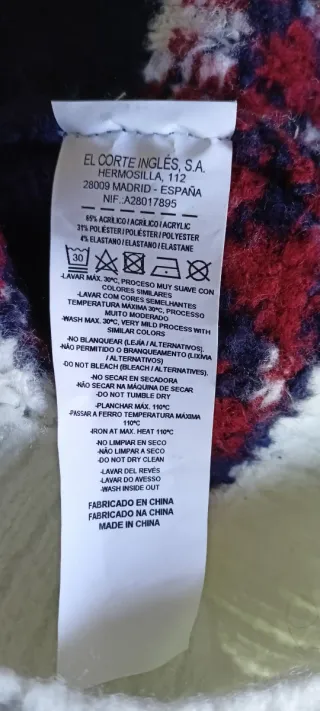 EL CORTE INGLÉS, S.A.
HERMOSILLA, 112
28009 MADRID - ESPAÑA
NIF.:A28017895
65% ACRÍLICO / ACRÍLICO / ACRYLIC
31% POLIÉSTER / POLIÉSTER / POLYESTER
4% ELASTANO / ELASTANO / ELASTANE
30
-LAVAR MÁX. 30ºC, PROCESO MUY SUAVE CON
COLORES SIMILARES
-LAVAR COM CORES SEMELHANTES
TEMPERATURA MÁXIMA 30ºC, PROCESSO
MUITO MODERADO
-WASH MAX. 30ºC, VERY MILD PROCESS WITH
SIMILAR COLORS
-NO BLANQUEAR (LEJÍA / ALTERNATIVOS).
-NÃO PERMITIDO O BRANQUEAMENTO (LIXÍVIA
/ ALTERNATIVOS)
-DO NOT BLEACH (BLEACH / ALTERNATIVES).
-NO SECAR EN SECADORA
-NÃO SECAR NA MÁQUINA DE SECAR
-DO NOT TUMBLE DRY
-PLANCHAR MÁX. 110ºC
-PASSAR A FERRO TEMPERATURA MÁXIMA
110ºC
-IRON AT MAX. HEAT 110ºC
-NO LIMPIAR EN SECO
-NÃO LIMPAR A SECO
-DO NOT DRY CLEAN
-LAVAR DEL REVÉS
-LAVAR DO AVESSO
-WASH INSIDE OUT
FABRICADO EN CHINA
FABRICADO NA CHINA
MADE IN CHINA